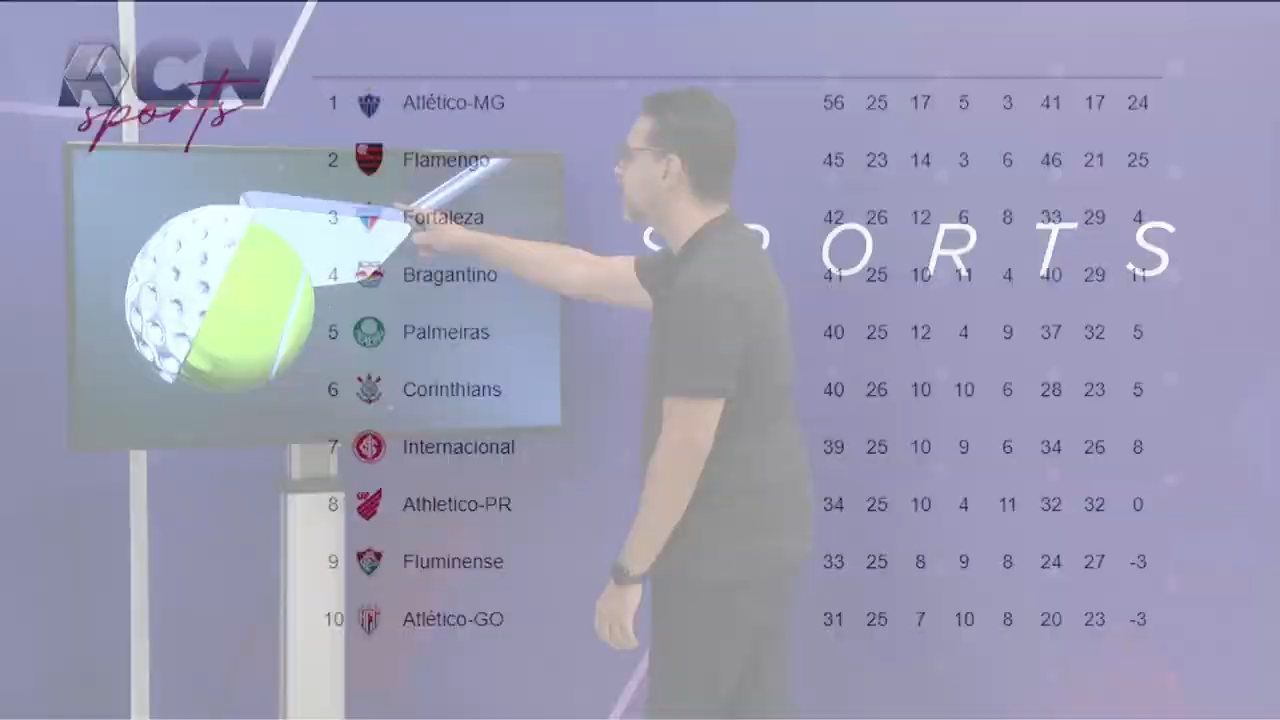 RCN
sports
SPORTS
1 Atlético-MG 56 25 17 5 3 41 17 24
2 Flamengo 45 23 14 3 6 46 21 25
3 Fortaleza 42 26 12 6 8 33 29 4
4 Bragantino 41 25 10 11 4 40 29 11
5 Palmeiras 40 25 12 4 9 37 32 5
6 Corinthians 40 26 10 10 6 28 23 5
7 Internacional 39 25 10 9 6 34 26 8
8 Athletico-PR 34 25 10 4 11 32 32 0
9 Fluminense 33 25 8 9 8 24 27 -3
10 Atlético-GO 31 25 7 10 8 20 23 -3